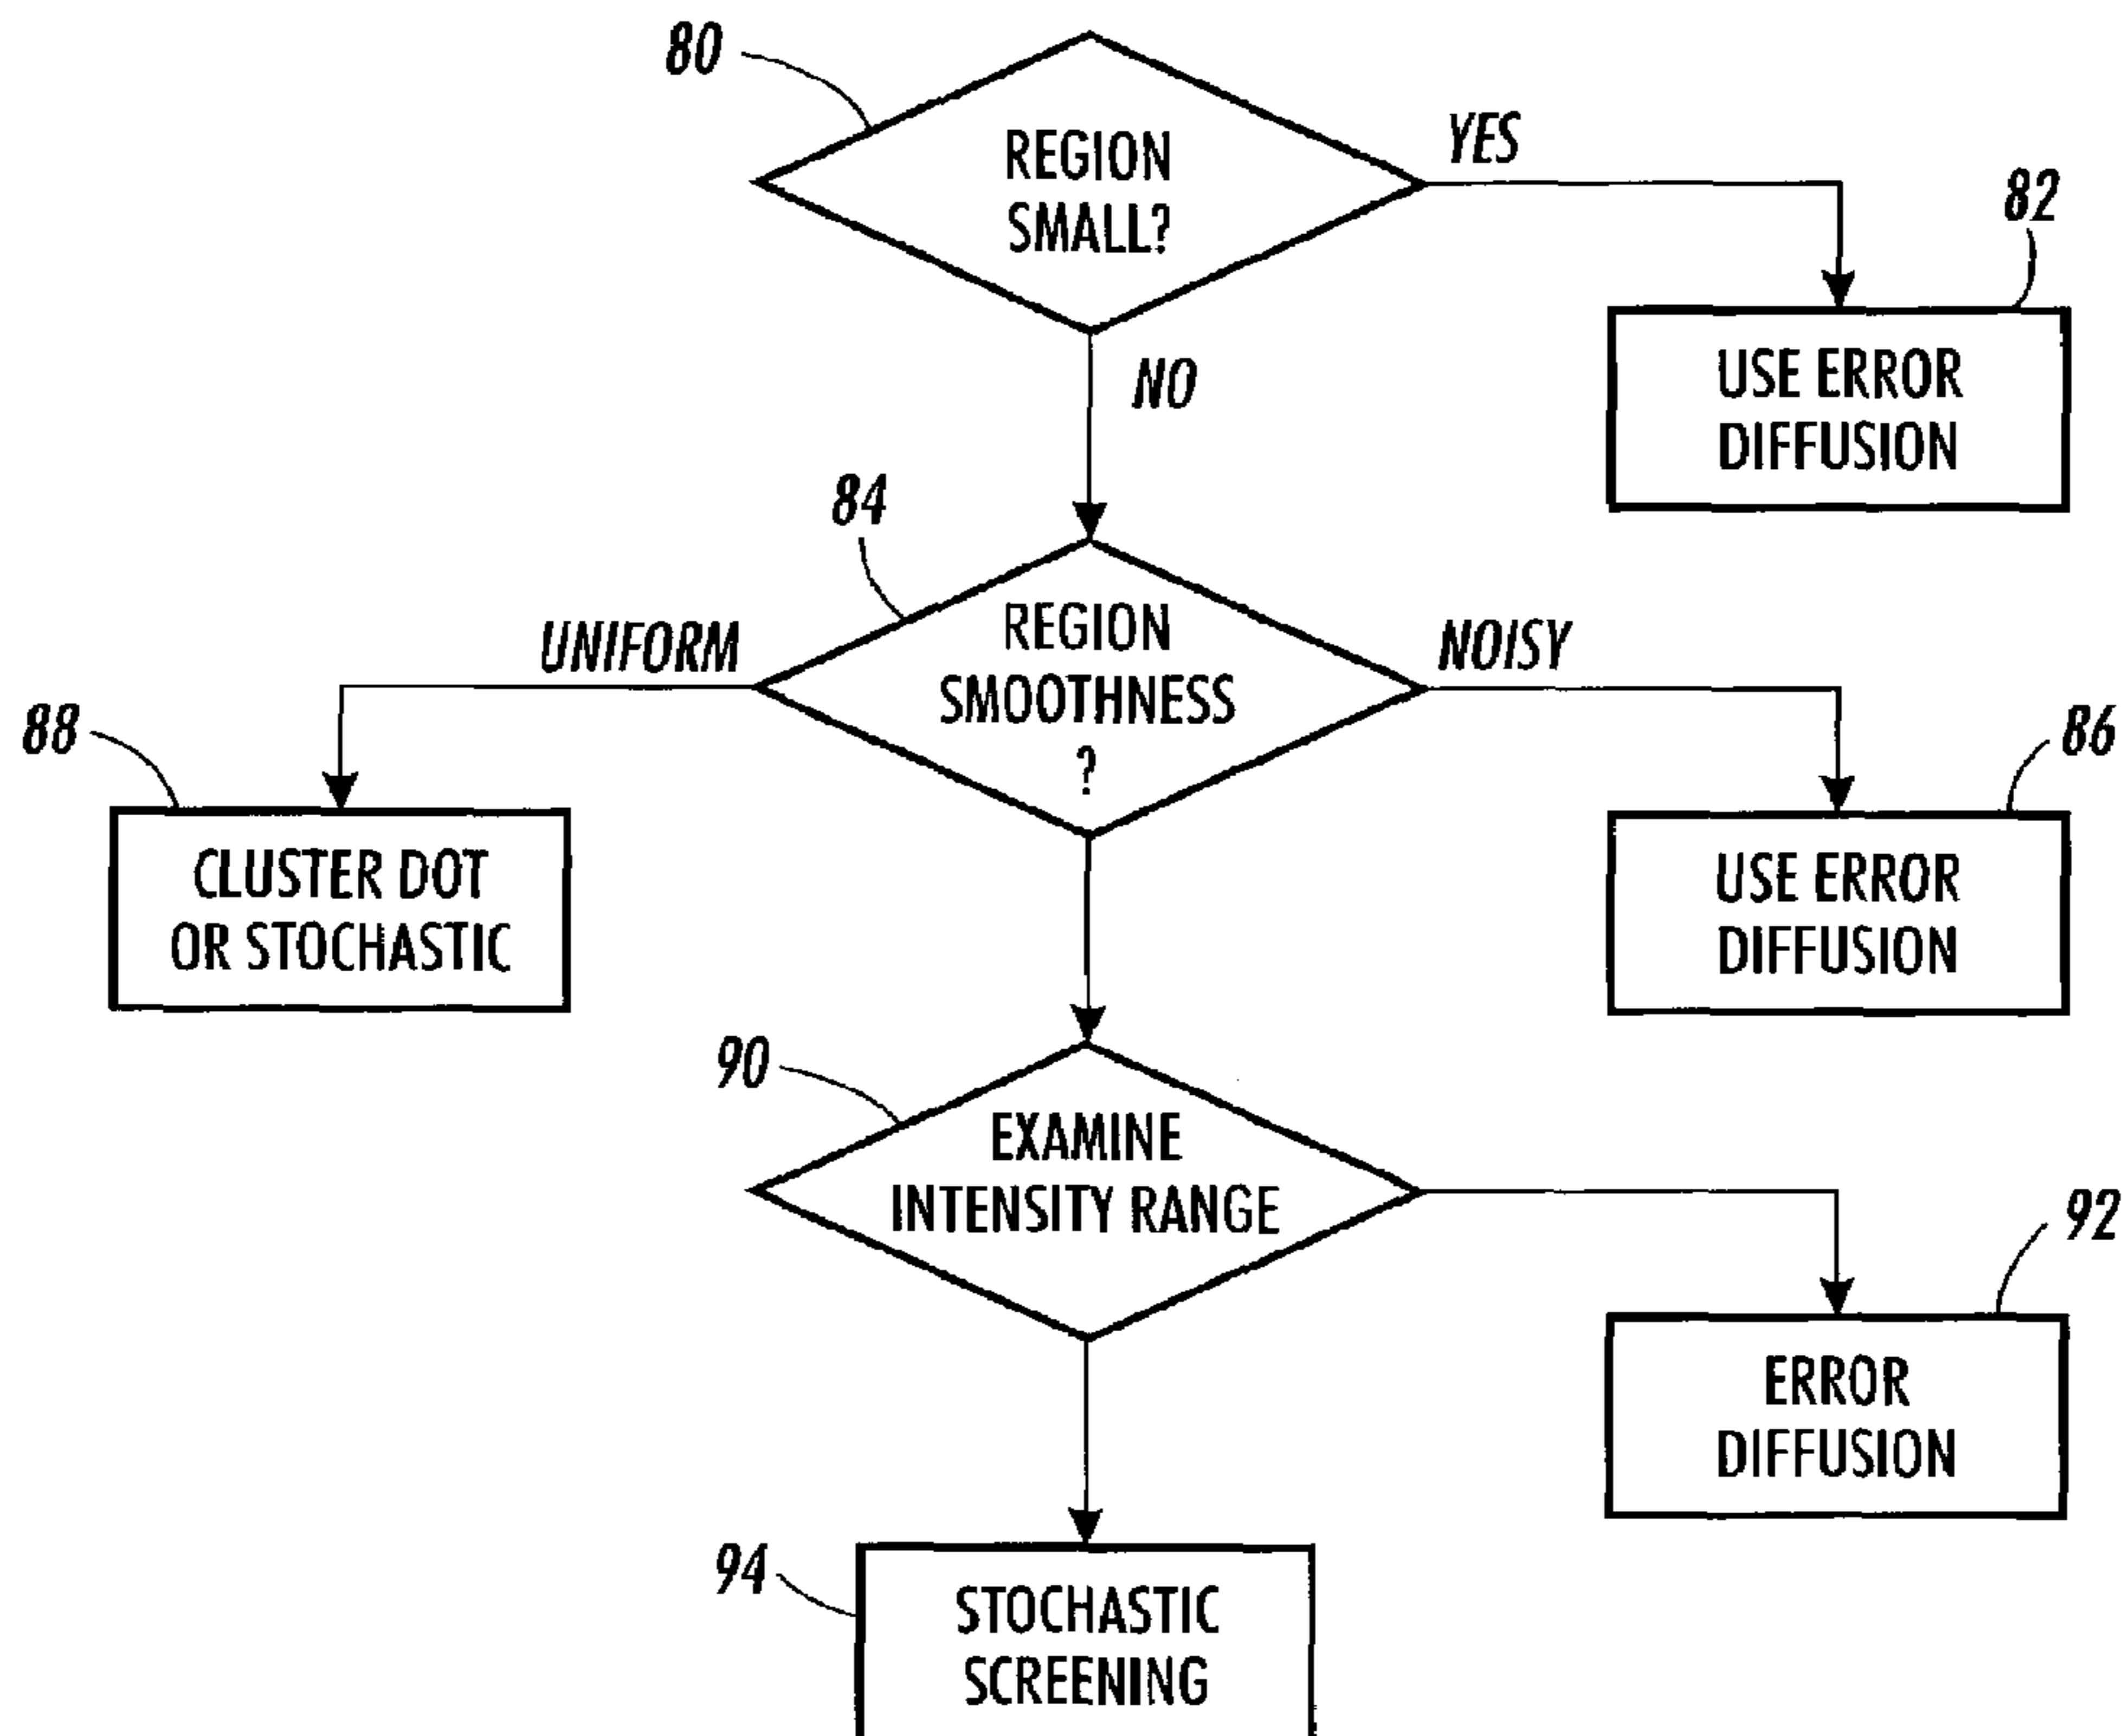 80
REGION
SMALL?
YES
82
USE ERROR
DIFFUSION
NO
84
REGION
SMOOTHNESS
?
UNIFORM
NOISY
88
CLUSTER DOT
OR STOCHASTIC
86
USE ERROR
DIFFUSION
90
EXAMINE
INTENSITY RANGE
92
ERROR
DIFFUSION
94
STOCHASTIC
SCREENING